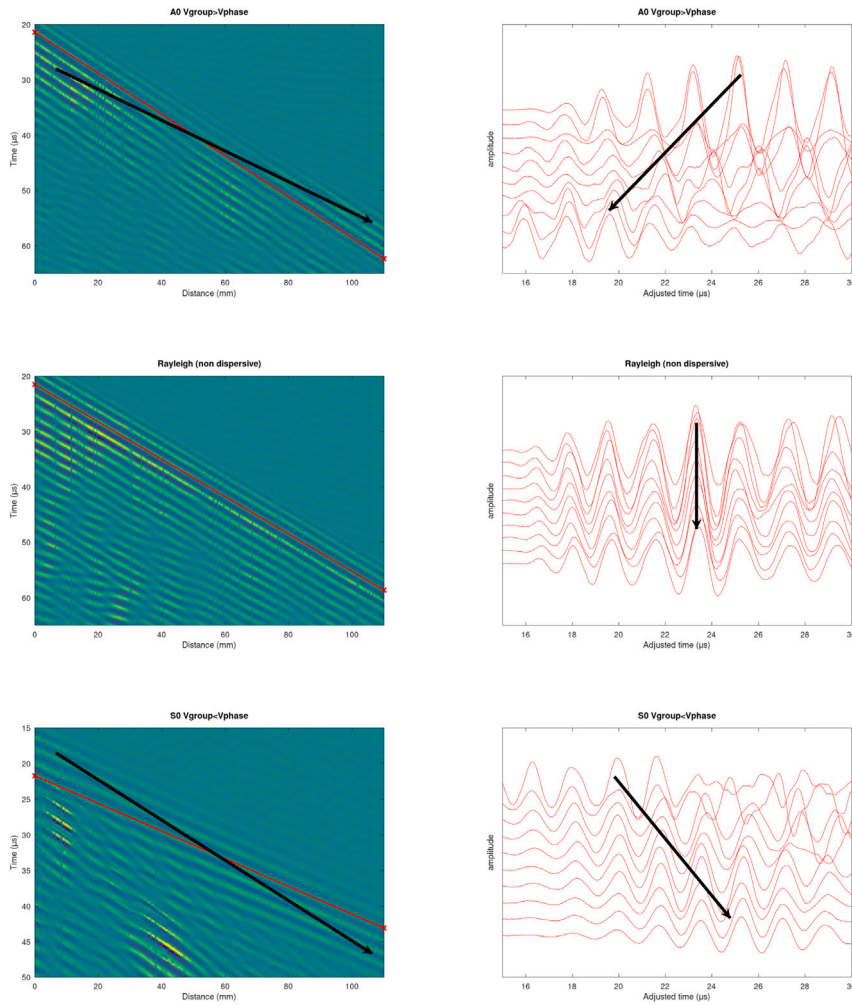 A0 Vgroup>Vphase
20
30
40
50
60
Time (µs)
0 20 40 60 80 100
Distance (mm)
amplitude
16 18 20 22 24 26 28 30
Adjusted time (µs)
Rayleigh (non dispersive)
20
30
40
50
60
Time (µs)
0 20 40 60 80 100
Distance (mm)
Rayleigh (non dispersive)
amplitude
16 18 20 22 24 26 28 30
Adjusted time (µs)
S0 Vgroup<Vphase
15
20
25
30
35
40
45
50
Time (µs)
0 20 40 60 80 100
Distance (mm)
S0 Vgroup<Vphase
amplitude
16 18 20 22 24 26 28 30
Adjusted time (µs)